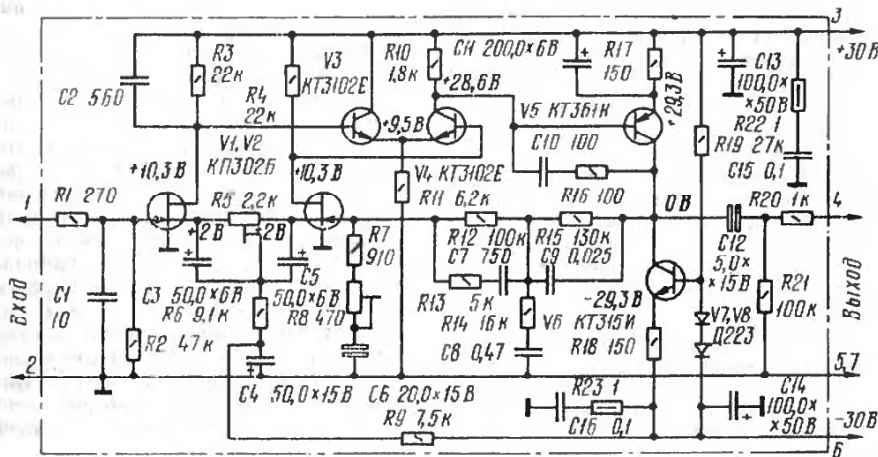 3
+30В
R3
22к
V3
КТ3102Е
R10
1,8к
C11 200,0×6В
R17
150
C13
100,0×
×50В
C2 560
R4
22к
+28,6В
V5 КТ361К
+29,3В
R22 1
R19 27к
C15 0,1
+9,5В
V1,V2
КП302Б
C10 100
+10,3В
+10,3В
V4 КТ3102Е
R11 6,2к
R16 100
1
R1 270
R5 2,2к
0В
R20 1к
4
+2В
+2В
R7
910
R12 100к
R15 130к
C7 750
C9 0,025
C12
5,0×
×15В
C3
50,0×6В
C5
50,0×6В
R13
5к
R21
100к
Вход
C1
10
R6 9,1к
R8 470
R14 16к
V6
-29,3В
КТ315И
V7,V8
Д223
Выход
R2 47к
C8 0,47
R18 150
2
5,7
C4 50,0×15В
C6 20,0×15В
R23 1
C14
100,0×
×50В
R9 7,5к
C16 0,1
-30В
6